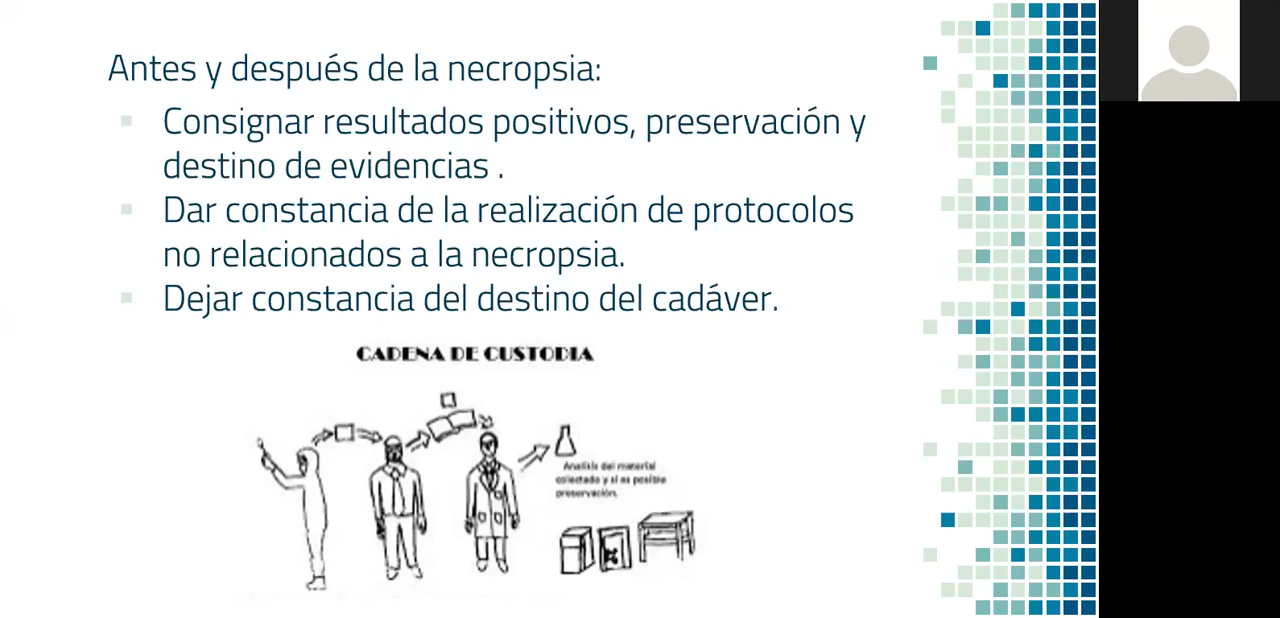 Antes y después de la necropsia:
Consignar resultados positivos, preservación y
destino de evidencias .
Dar constancia de la realización de protocolos
no relacionados a la necropsia.
Dejar constancia del destino del cadáver.
CADENA DE CUSTODIA
Analisis del material
colectado y si es posible
preservación.